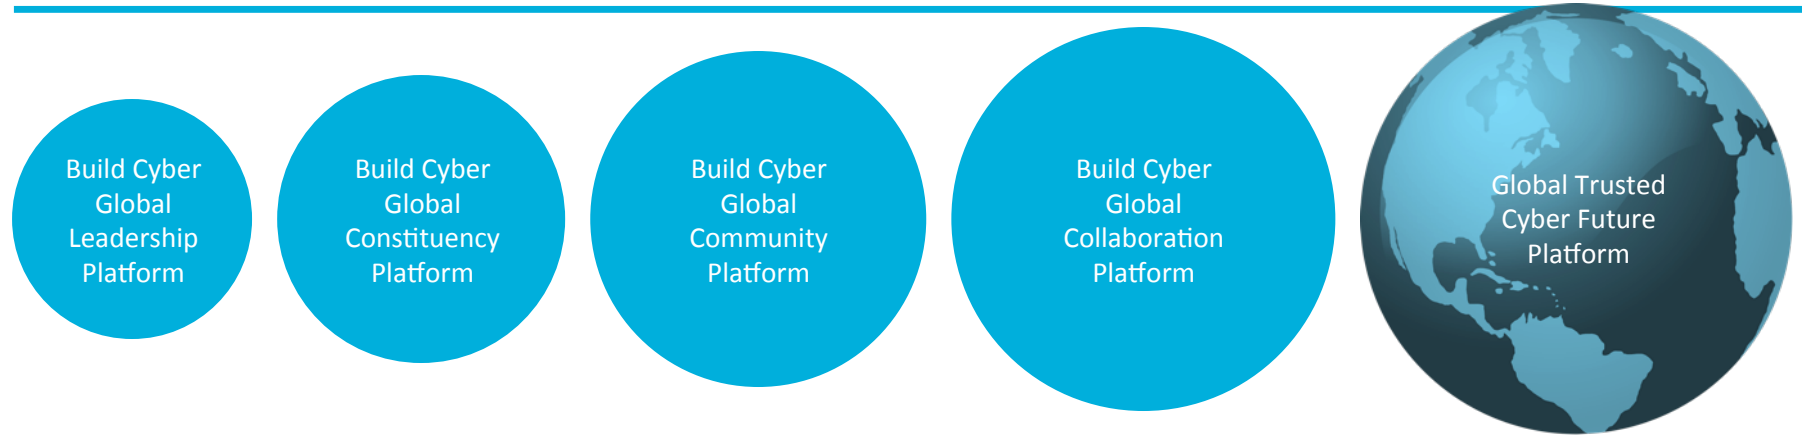 Build Cyber
Global
Leadership
Platform
Build Cyber
Global
Constituency
Platform
Build Cyber
Global
Community
Platform
Build Cyber
Global
Collaboration
Platform
Global Trusted
Cyber Future
Platform